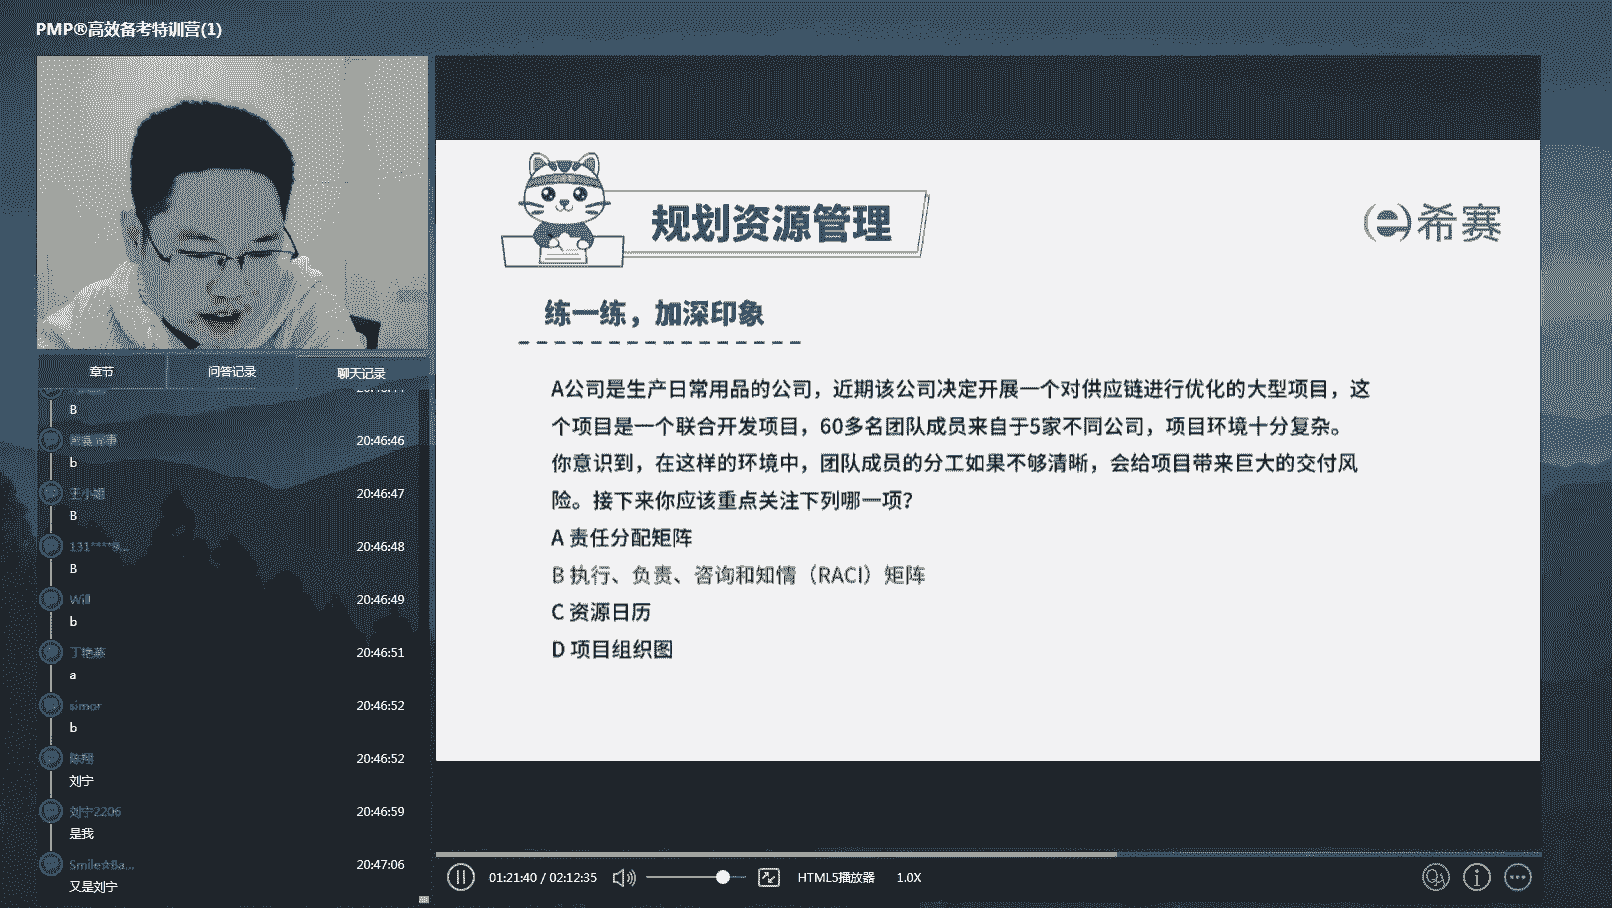 PMP®高效备考特训营(1)
章节
问答记录
聊天记录
B
20:46:46
b
王小姐
20:46:47
B
131****9...
20:46:48
B
Will
20:46:49
b
20:46:51
a
simor
20:46:52
b
陈翔
20:46:52
刘宁
刘宁2206
20:46:59
是我
Smile☆Ba...
20:47:06
又是刘宁
规划资源管理
希赛
练一练，加深印象
A公司是生产日常用品的公司，近期该公司决定开展一个对供应链进行优化的大型项目，这
个项目是一个联合开发项目，60多名团队成员来自于5家不同公司，项目环境十分复杂。
你意识到，在这样的环境中，团队成员的分工如果不够清晰，会给项目带来巨大的交付风
险。接下来你应该重点关注下列哪一项？
A 责任分配矩阵
B 执行、负责、咨询和知情（RACI）矩阵
C 资源日历
D 项目组织图
01:21:40 / 02:12:35
HTML5播放器
1.0X